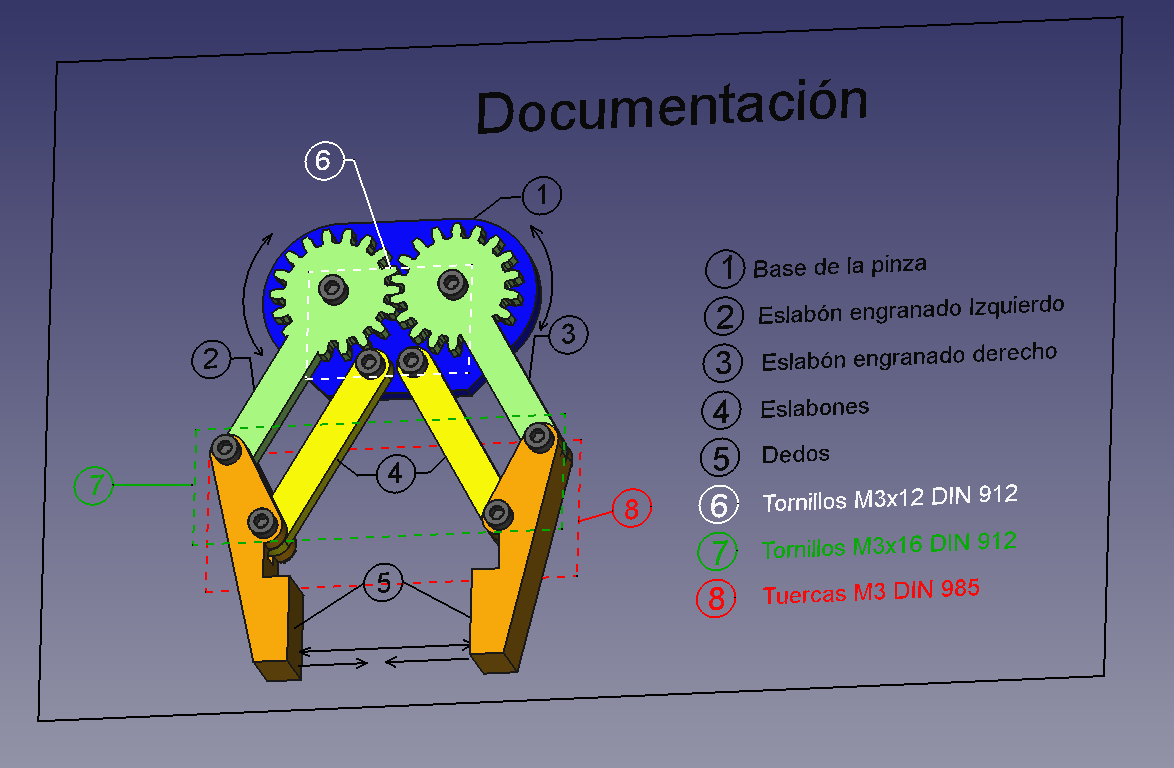 Documentación
6
1
2
3
4
7
8
5
1 Base de la pinza
2 Eslabón engranado Izquierdo
3 Eslabón engranado derecho
4 Eslabones
5 Dedos
6 Tornillos M3x12 DIN 912
7 Tornillos M3x16 DIN 912
8 Tuercas M3 DIN 985